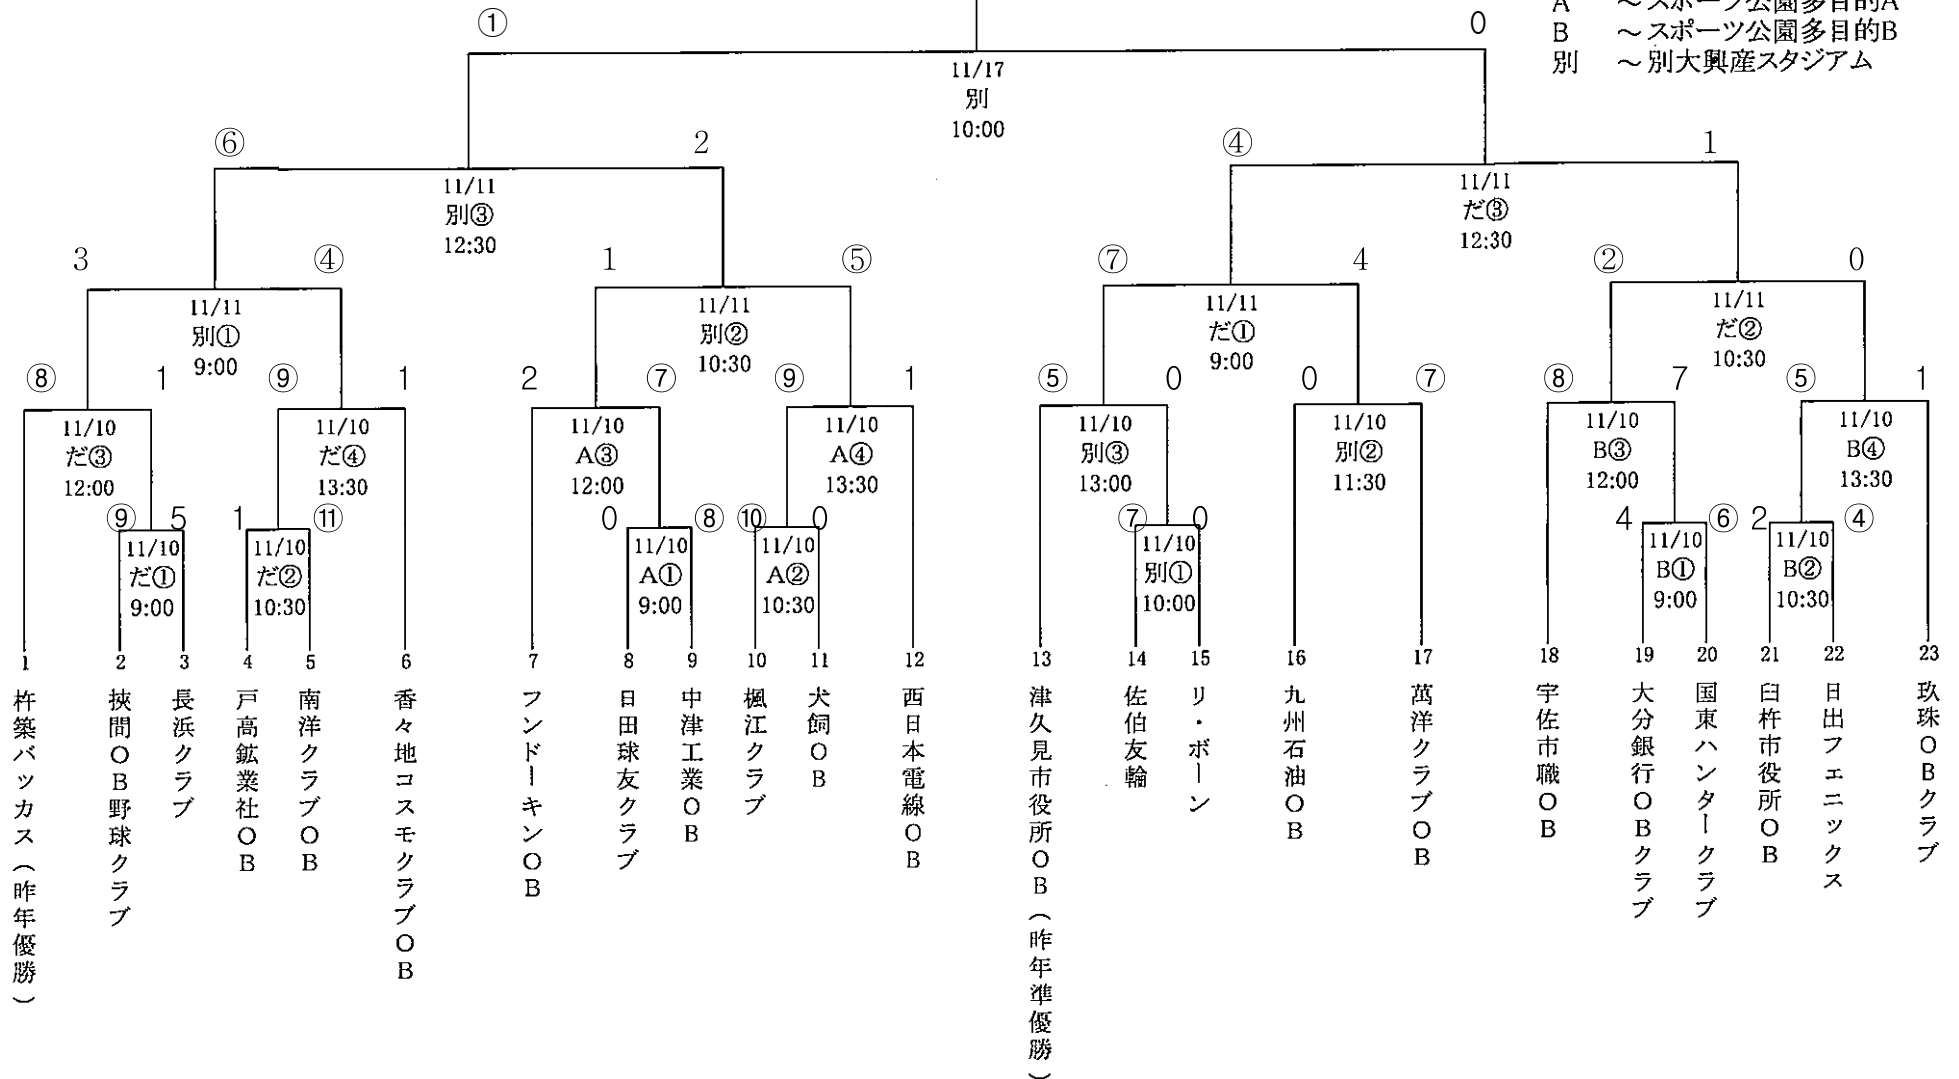 ① 0
A ～スポーツ公園多目的A
B ～スポーツ公園多目的B
別 ～別大興産スタジアム
11/17
別
10:00
⑥ 2 ④ 1
11/11
別③
12:30
11/11
だ③
12:30
3 ④ 1 ⑤ ⑦ 4 ② 0
11/11
別①
9:00
11/11
別②
10:30
11/11
だ①
9:00
11/11
だ②
10:30
⑧ 1 ⑨ 1 2 ⑦ ⑨ 1 ⑤ 0 0 ⑦ ⑧ 7 ⑤ 1
11/10
だ③
12:00
11/10
だ④
13:30
11/10
A③
12:00
11/10
A④
13:30
11/10
別③
13:00
11/10
別②
11:30
11/10
B③
12:00
11/10
B④
13:30
⑨ 5 1 ⑪ 0 ⑧ ⑩ 0 ⑦ 0 4 ⑥ 2 ④
11/10
だ①
9:00
11/10
だ②
10:30
11/10
A①
9:00
11/10
A②
10:30
11/10
別①
10:00
11/10
B①
9:00
11/10
B②
10:30
1 2 3 4 5 6 7 8 9 10 11 12 13 14 15 16 17 18 19 20 21 22 23
杵築バッカス（昨年優勝）
挾間OB野球クラブ
長浜クラブ
戸高鉱業社OB
南洋クラブOB
香々地コスモクラブOB
フンドーキンOB
日田球友クラブ
中津工業OB
楓江クラブ
犬飼OB
西日本電線OB
津久見市役所OB（昨年準優勝）
佐伯友輪
リ・ボーン
九州石油OB
萬洋クラブOB
宇佐市職OB
大分銀行OBクラブ
国東ハンタークラブ
臼杵市役所OB
日出フェニックス
玖珠OBクラブ